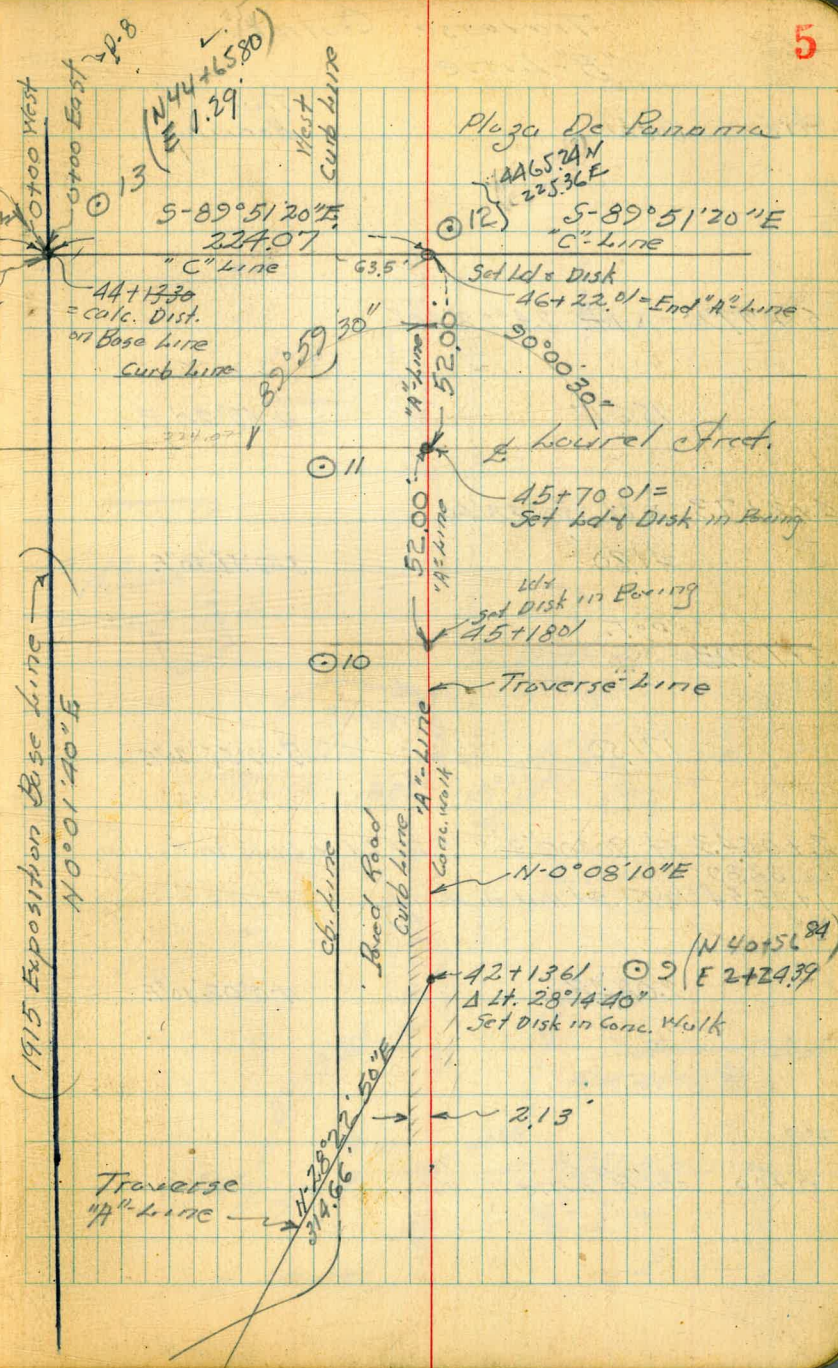 5
P-8
0+00 West
0+00 East
N44+65.80
1.29
West
Curb Line
Plaza De Panama
4465.24 N
225.36 E
13
12
S-89°51'20"E
224.07
"C" Line
63.5'
S-89°51'20"E
"C"-Line
Set Ld & Disk
46+22.01 = End "A"-Line
= Calc. Dist.
on Base Line
Curb Line
89°59'30"
"A"-Line
52.00'
90°00'30"
224.07
℄ Laurel Street.
11
45+70.01=
Set Ld & Disk in Paving
52.00'
"A"-Line
Ld &
Set Disk in Paving
45+18.01
10
Traverse-Line
(1915 Exposition Base Line)
N0°01'40"E
"A"-Line
Conc. Walk
Cb. Line
Paved Road
Curb Line
N-0°08'10"E
42+13.61
Δ Lt. 28°14'40"
Set Disk in Conc. Walk
9
(N 40+56.84)
E 2+24.39
2.13'
N-28°22'50"E
314.66'
Traverse
"A"-Line